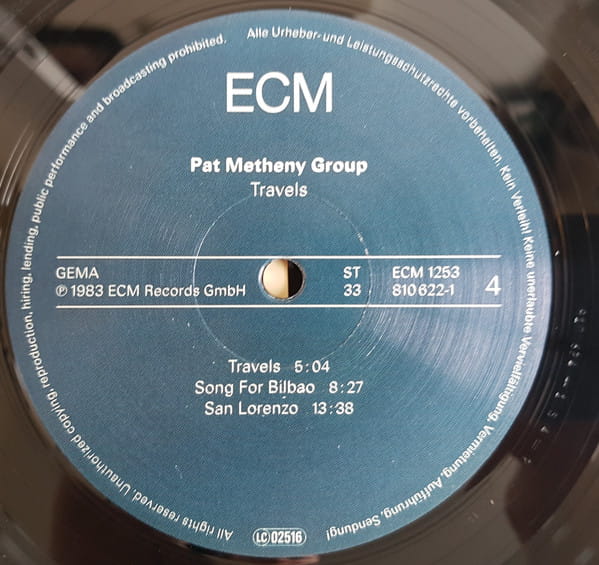 ECM
Pat Metheny Group
Travels
GEMA
℗ 1983 ECM Records GmbH
ST
33
ECM 1253
810 622-1
4
Travels 5:04
Song For Bilbao 8:27
San Lorenzo 13:38
LC 02516
Alle Urheber- und Leistungsschutzrechte vorbehalten. Kein Verleih! Keine unerlaubte Vervielfältigung, Vermietung, Aufführung, Sendung!
All rights reserved. Unauthorized copying, reproduction, hiring, lending, public performance and broadcasting prohibited.